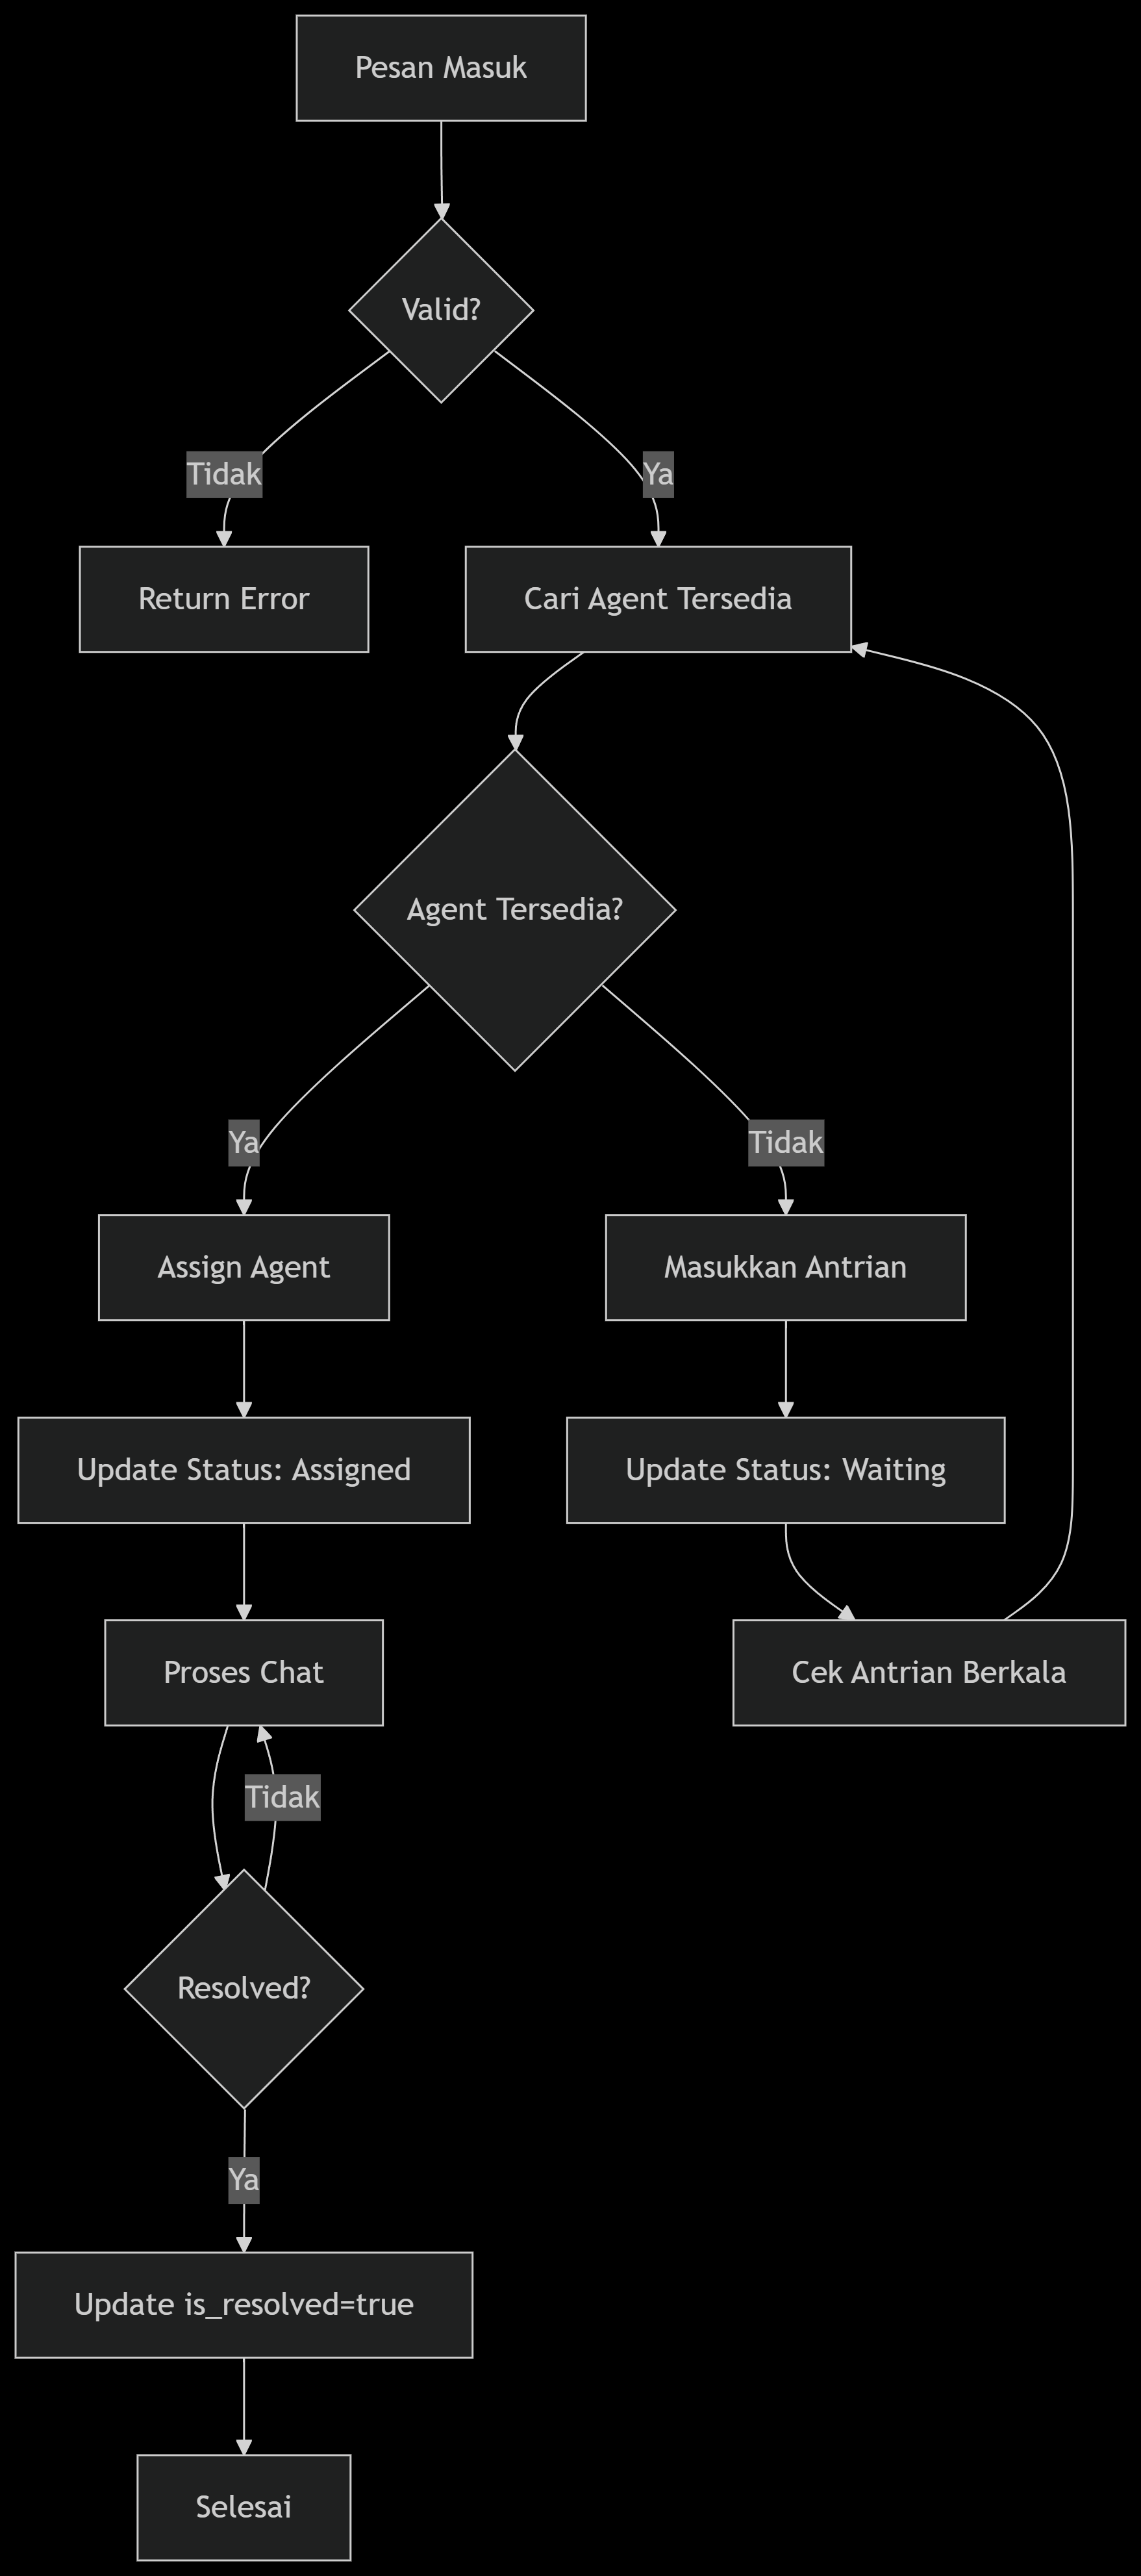 Pesan Masuk
Valid?
Tidak
Ya
Return Error
Cari Agent Tersedia
Agent Tersedia?
Ya
Tidak
Assign Agent
Masukkan Antrian
Update Status: Assigned
Update Status: Waiting
Proses Chat
Cek Antrian Berkala
Tidak
Resolved?
Ya
Update is_resolved=true
Selesai